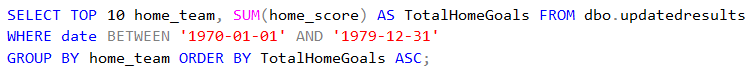 SELECT TOP 10 home_team, SUM(home_score) AS TotalHomeGoals FROM dbo.updatedresults
WHERE date BETWEEN '1970-01-01' AND '1979-12-31'
GROUP BY home_team ORDER BY TotalHomeGoals ASC;